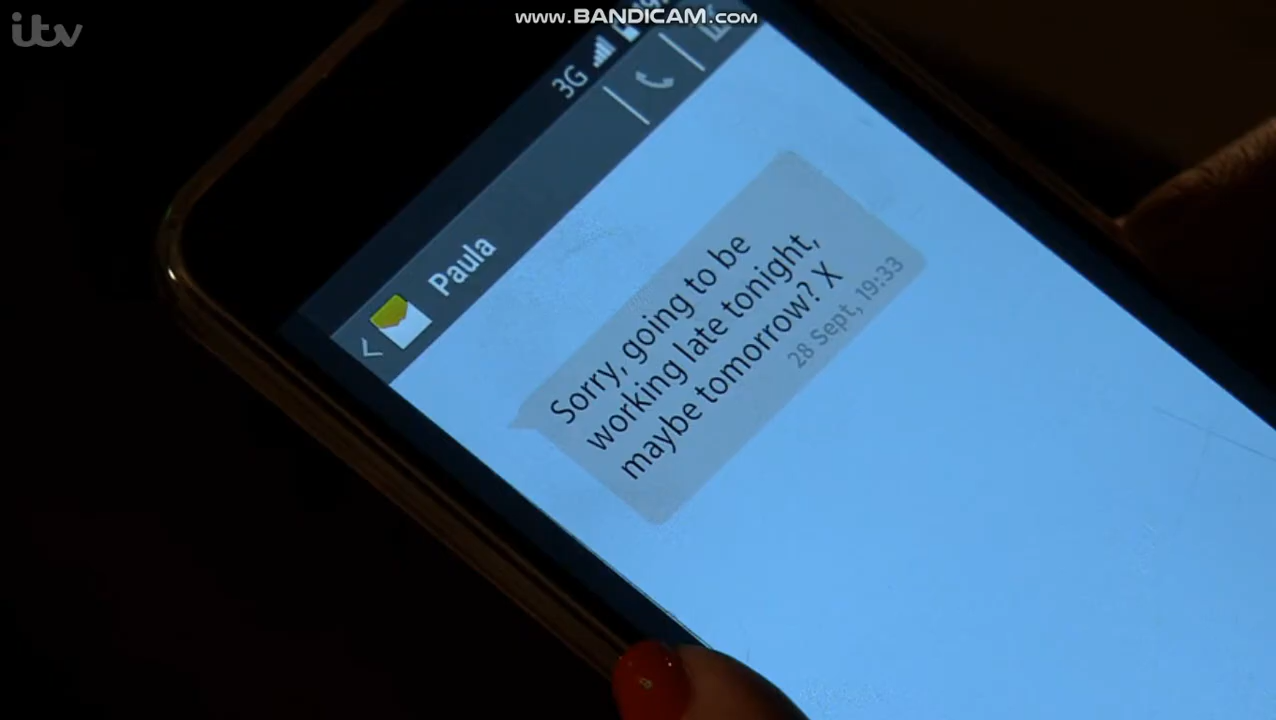 itv
www.BANDICAM.com
3G
Paula
Sorry, going to be
working late tonight,
maybe tomorrow? X
28 Sept, 19:33